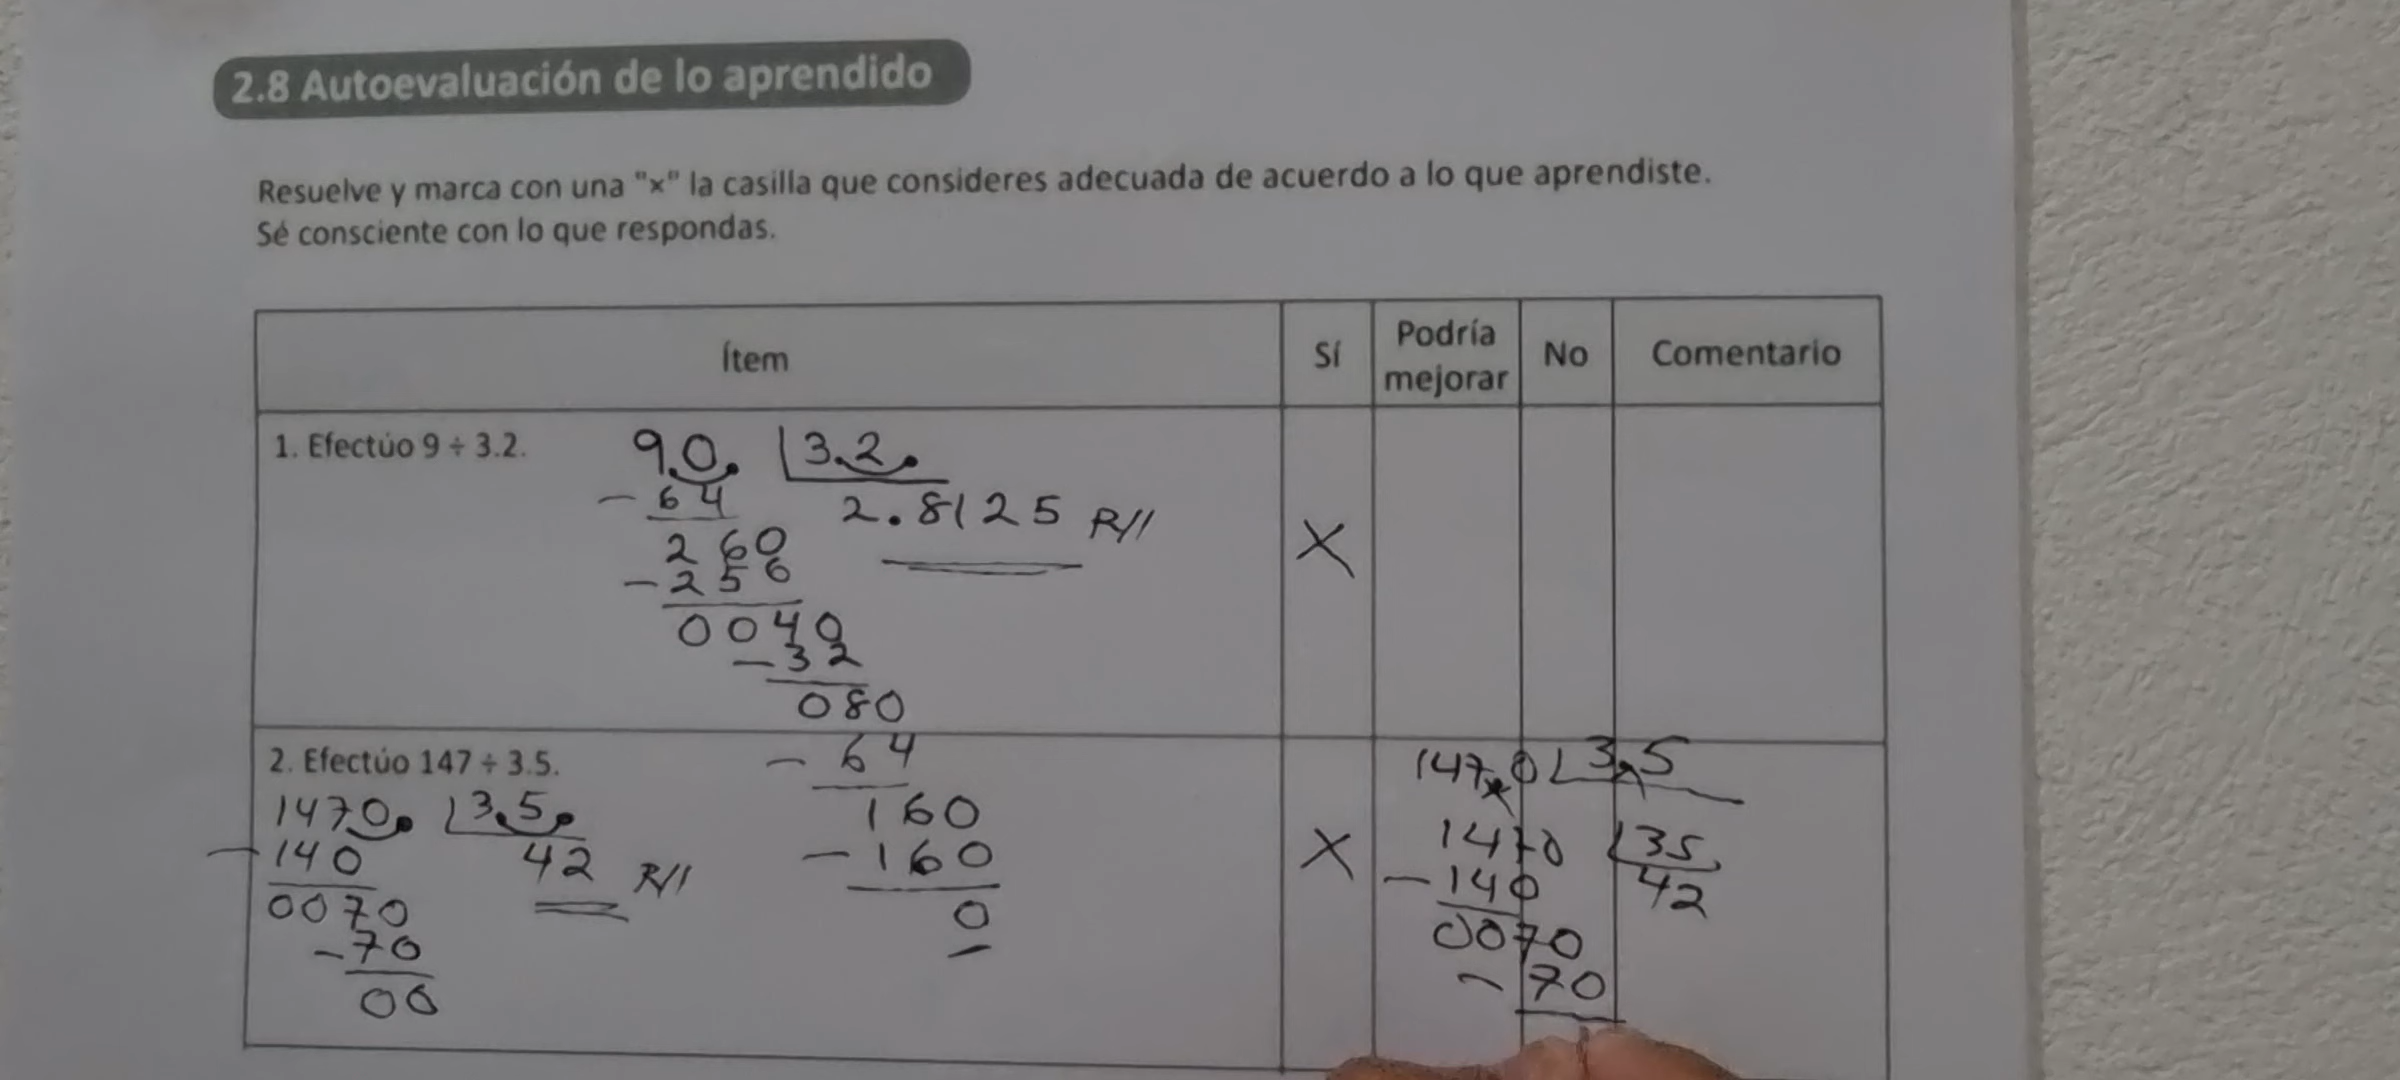 2.8 Autoevaluación de lo aprendido
Resuelve y marca con una "x" la casilla que consideres adecuada de acuerdo a lo que aprendiste.
Sé consciente con lo que respondas.
Ítem
Sí
Podría
mejorar
No
Comentario
1. Efectúo 9 ÷ 3.2.
9.0. 3.2.
- 64
2.8125 R//
260
- 256
0040
- 32
080
- 64
160
- 160
0
X
2. Efectúo 147 ÷ 3.5.
1470. 3.5.
- 140
42 R//
0070
- 70
00
X
147.0 3.5
1470 35
- 140
42
0070
- 70